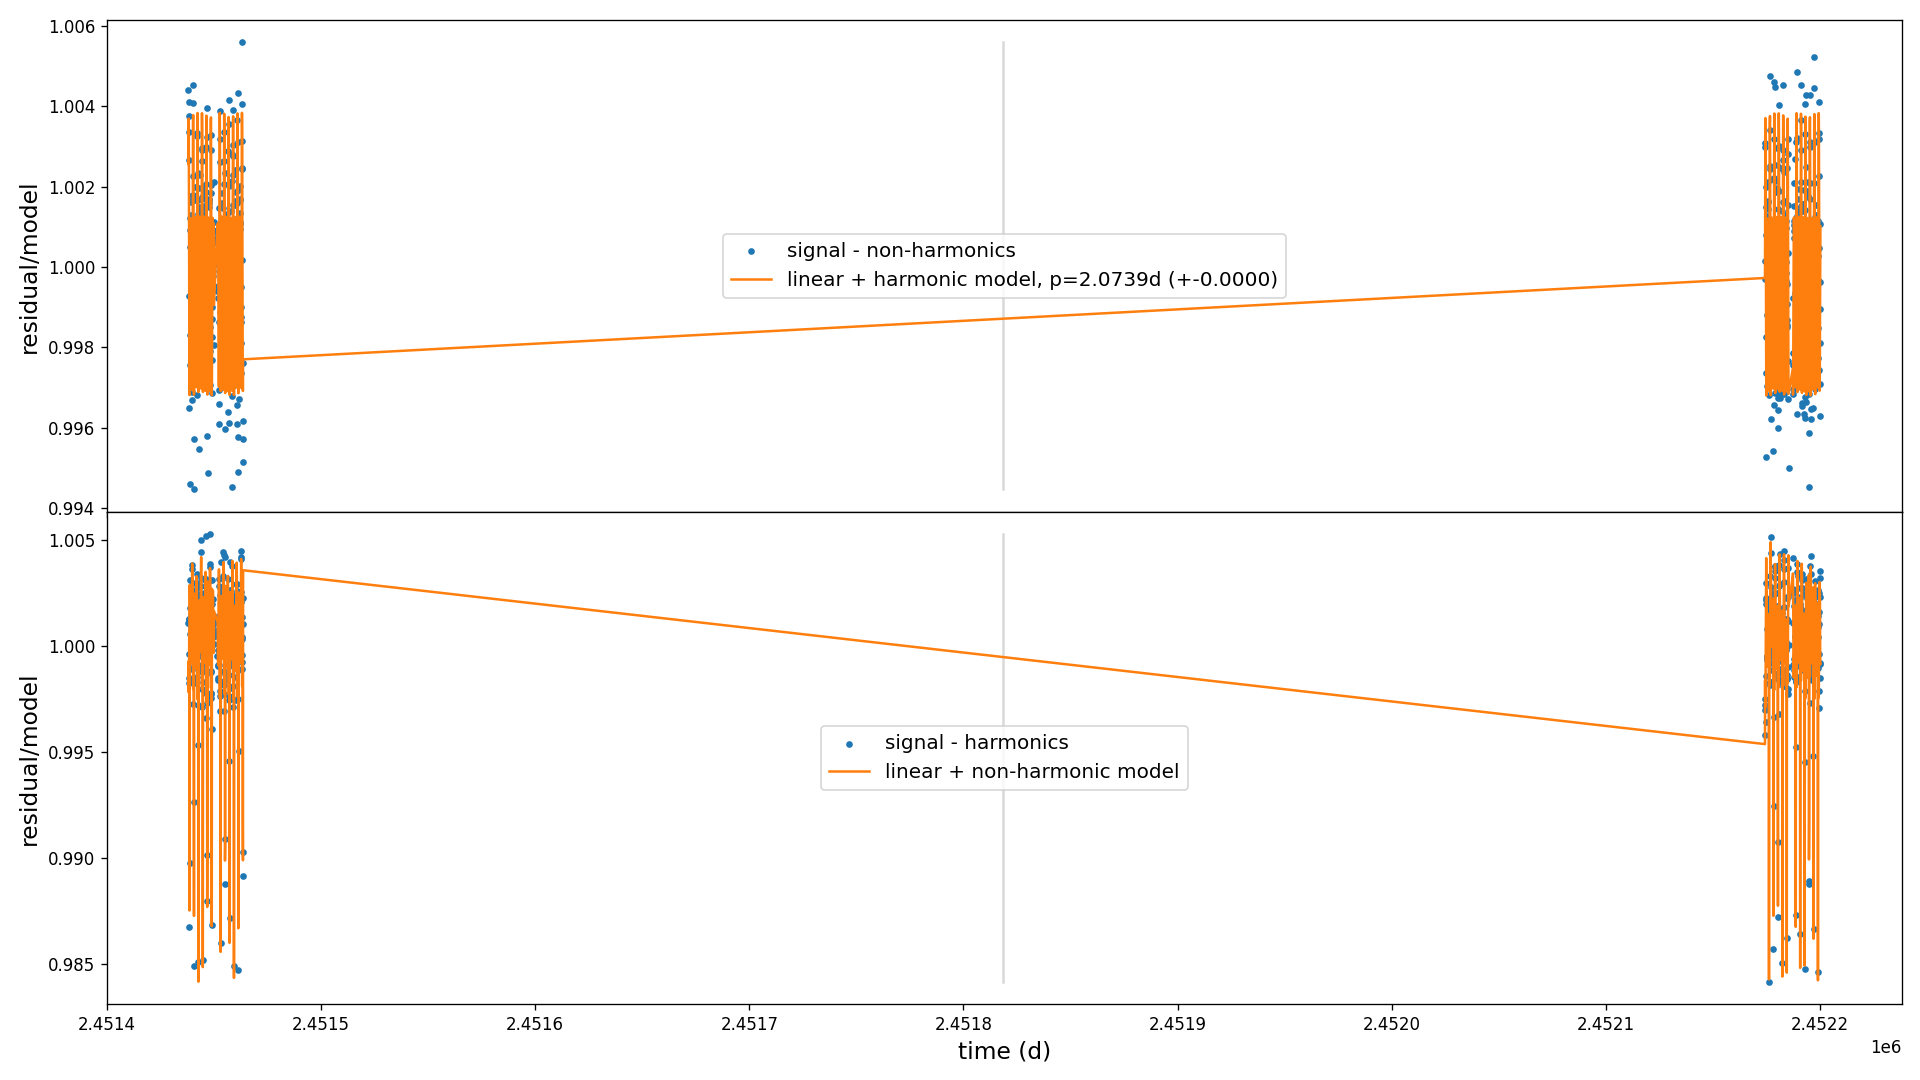 residual/model
1.006
1.004
1.002
1.000
0.998
0.996
0.994
signal - non-harmonics
linear + harmonic model, p=2.0739d (+-0.0000)
residual/model
1.005
1.000
0.995
0.990
0.985
signal - harmonics
linear + non-harmonic model
2.4514 2.4515 2.4516 2.4517 2.4518 2.4519 2.4520 2.4521 2.4522
time (d)
1e6